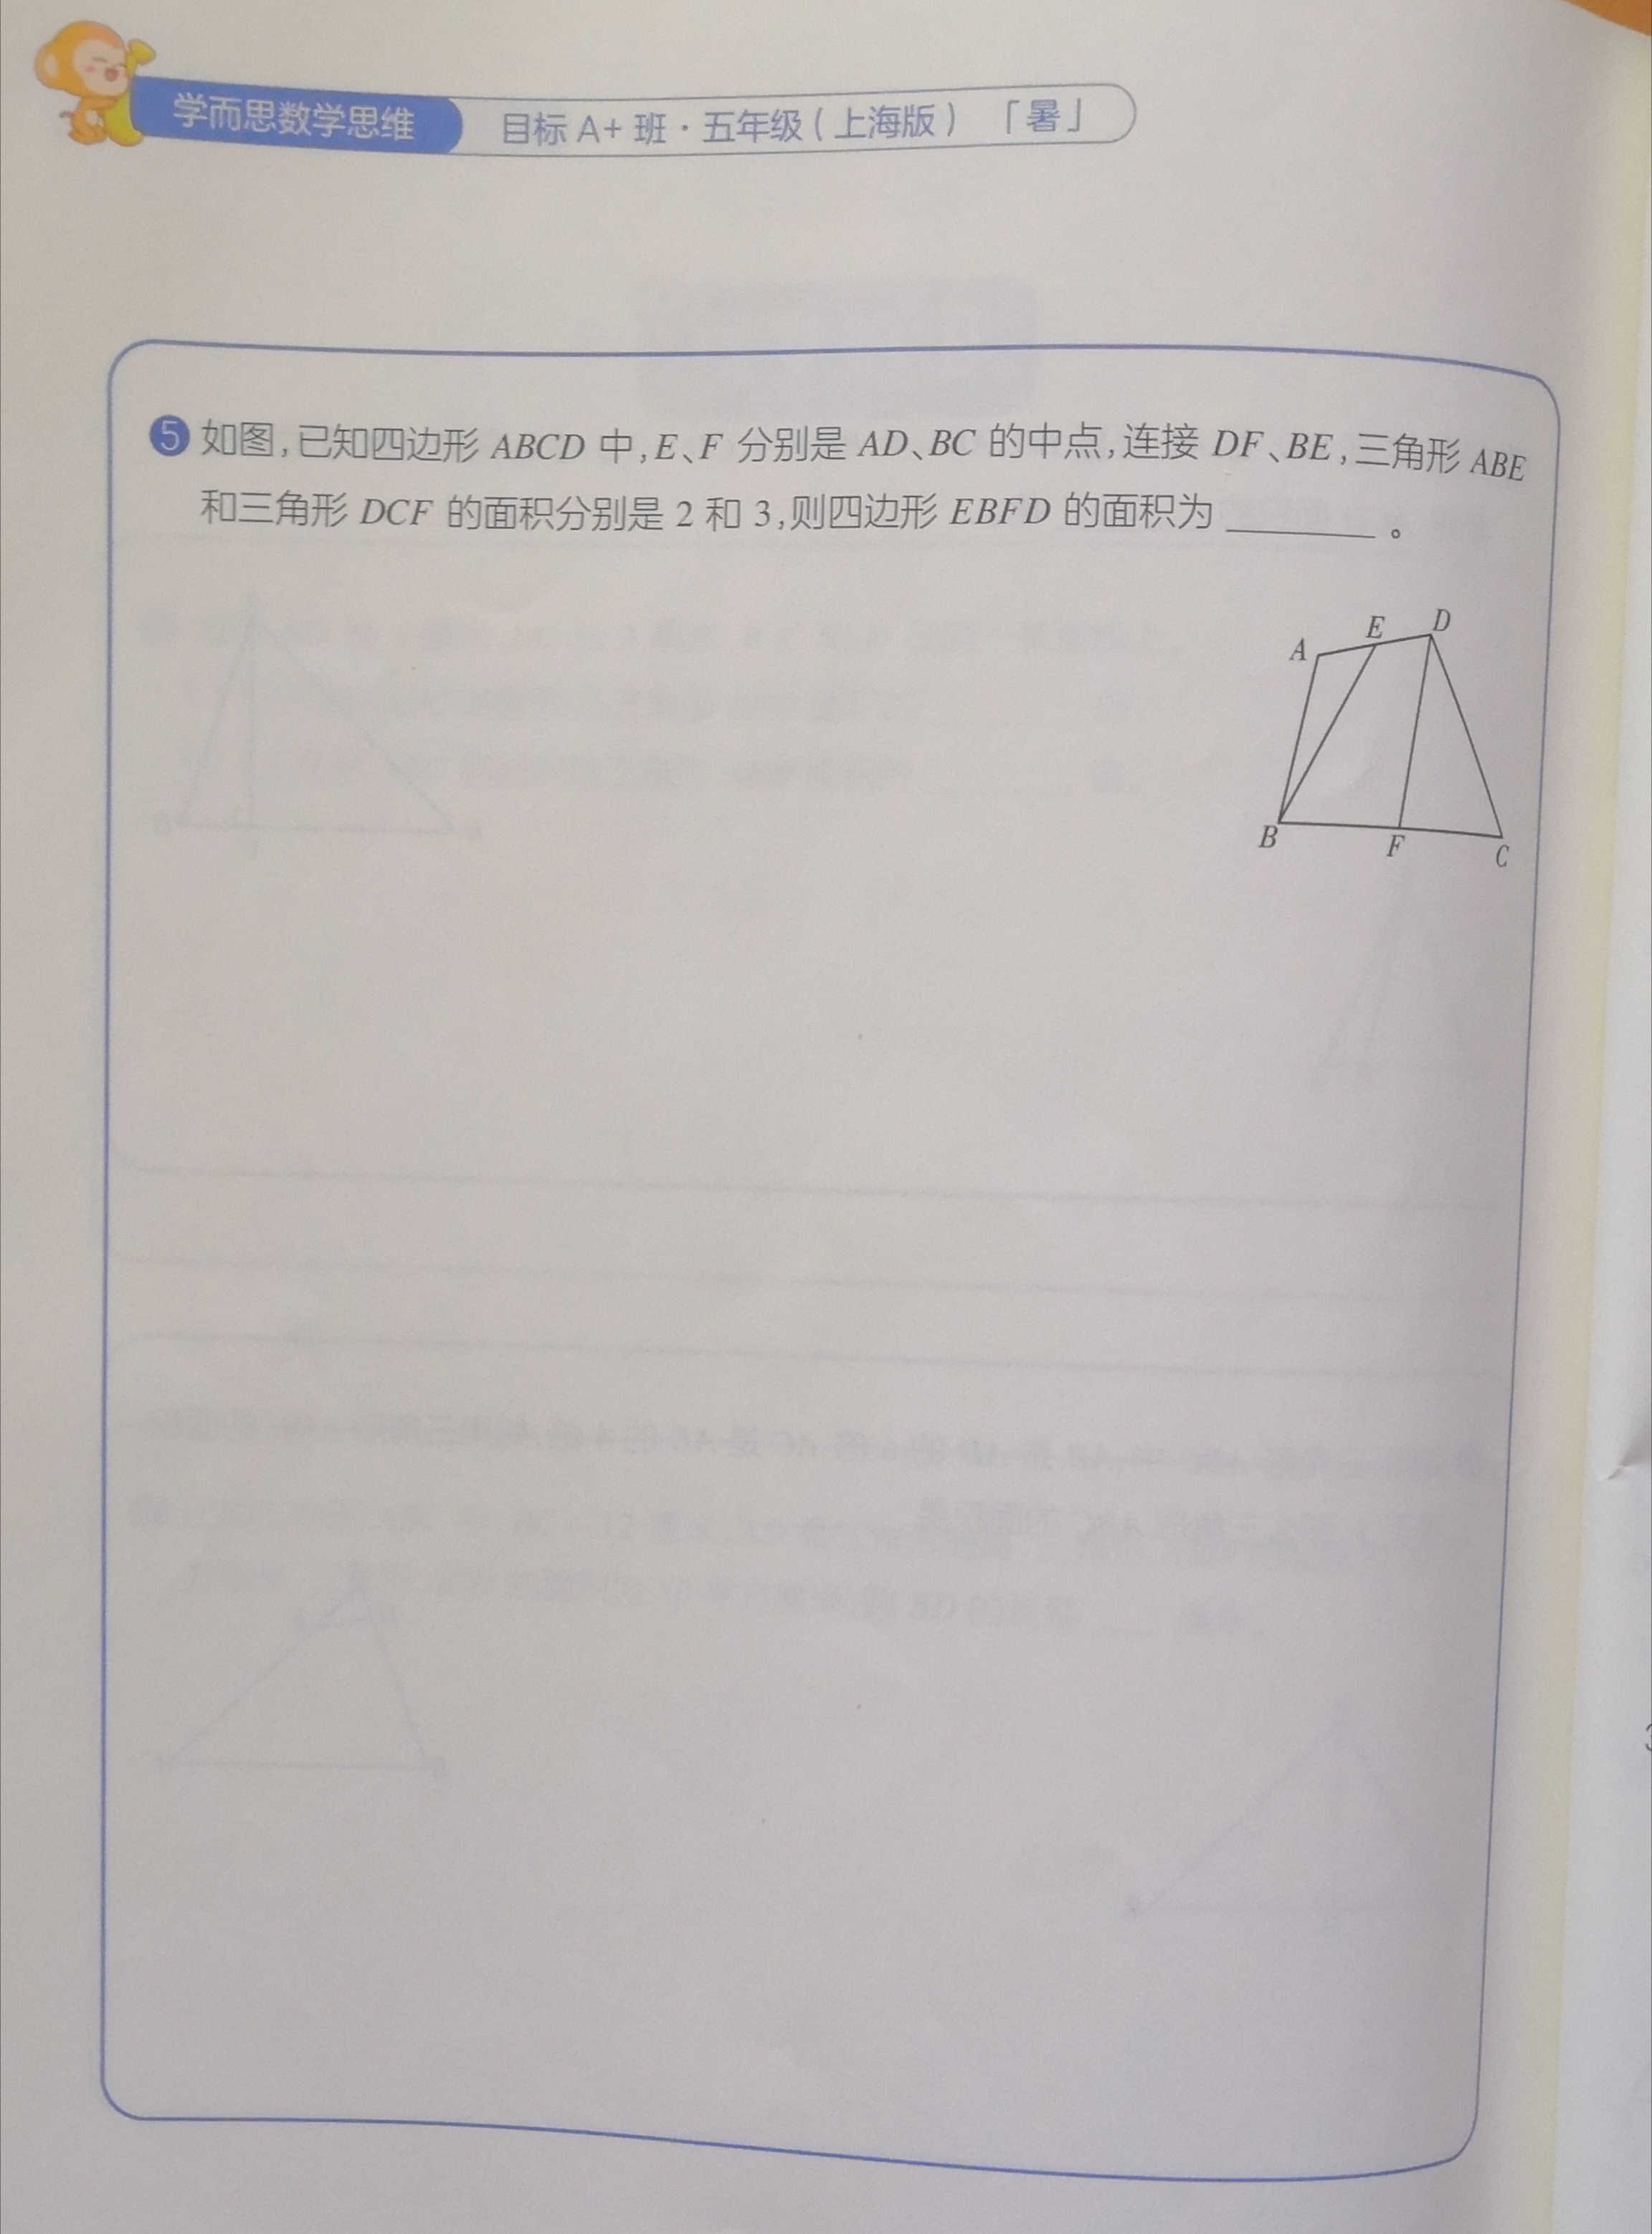 学而思数学思维
目标 A+ 班·五年级(上海版) 「暑」
5 如图,已知四边形 ABCD 中,E、F 分别是 AD、BC 的中点,连接 DF、BE,三角形 ABE
和三角形 DCF 的面积分别是 2 和 3,则四边形 EBFD 的面积为 ________ 。
A E D
B F C